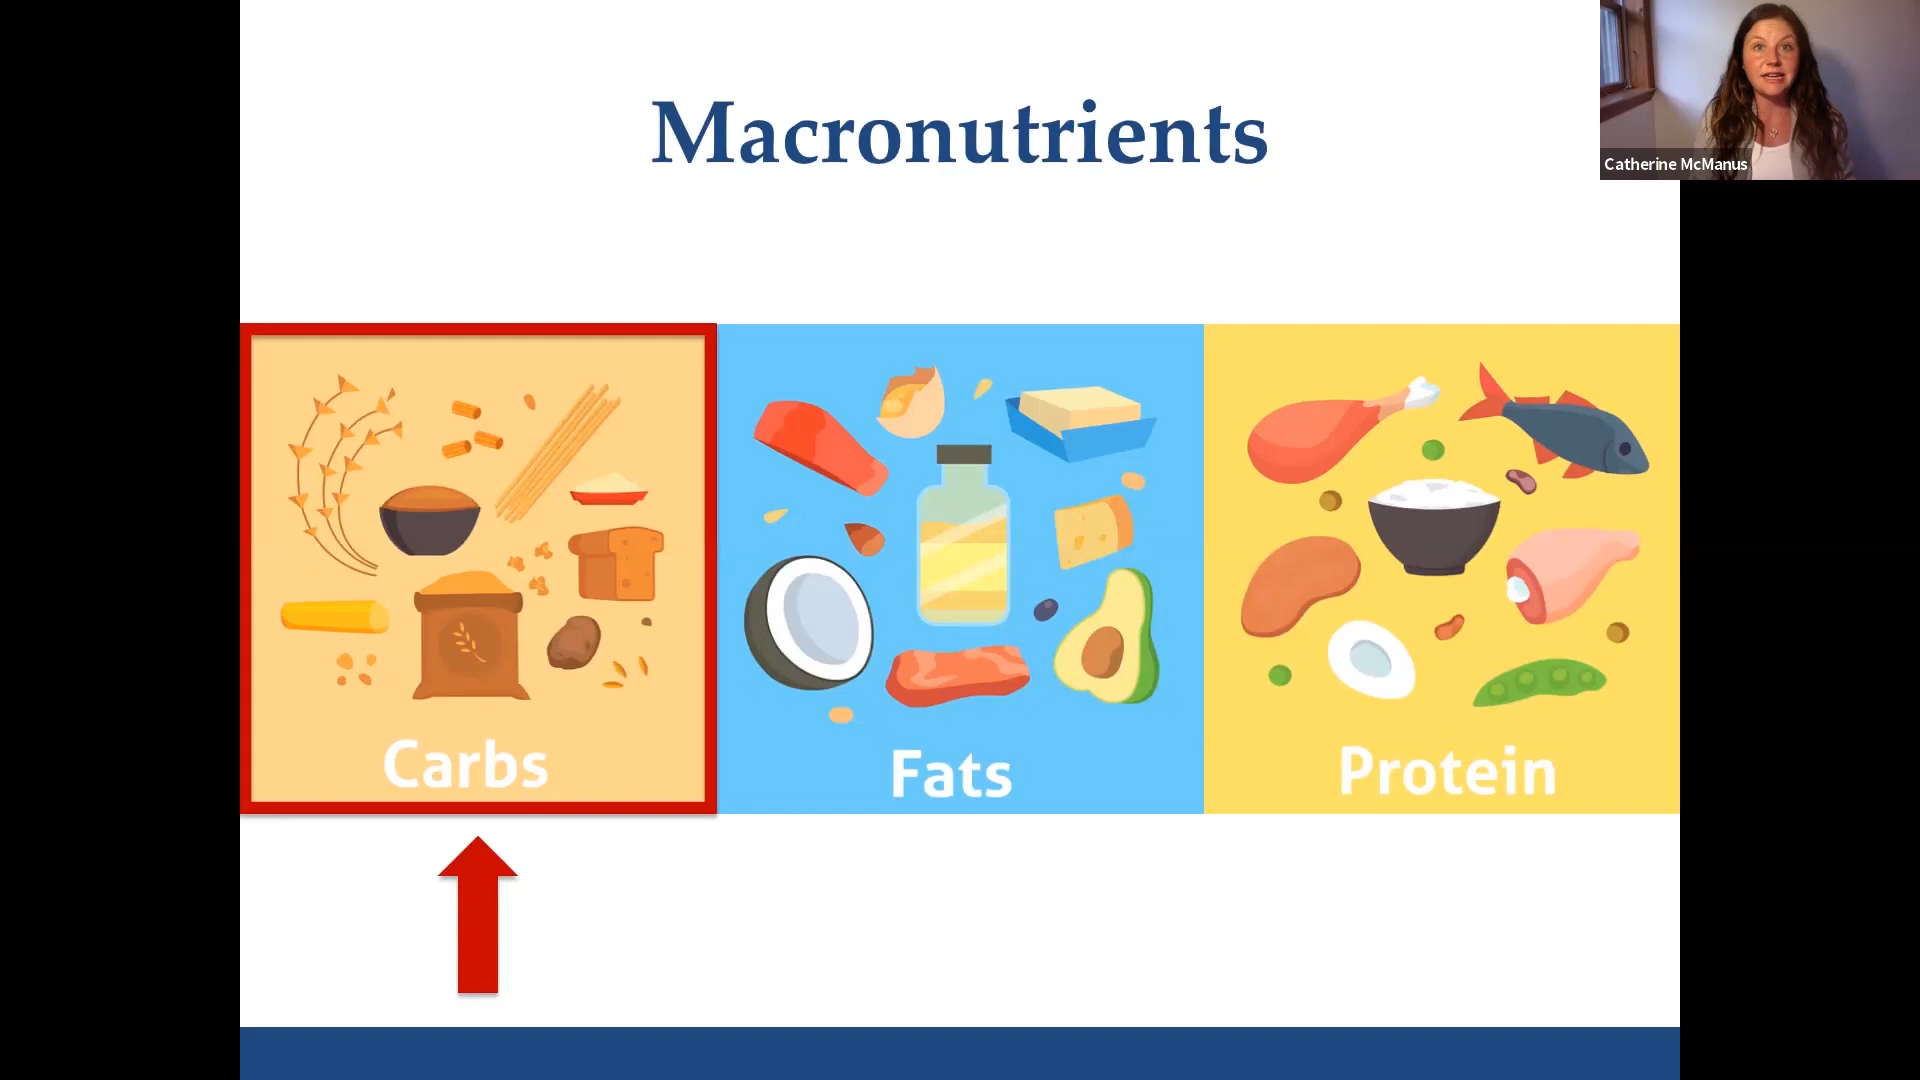 Macronutrients
Catherine McManus
Carbs
Fats
Protein